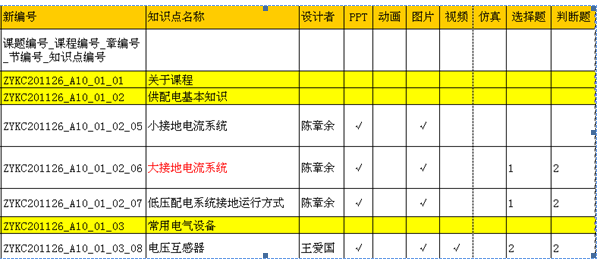 新编号 知识点名称 设计者 PPT 动画 图片 视频 仿真 选择题 判断题
课题编号_课程编号_章编号
_节编号_知识点编号
ZYKC201126_A10_01_01 关于课程
ZYKC201126_A10_01_02 供配电基本知识
ZYKC201126_A10_01_02_05 小接地电流系统 陈章余 √ √
ZYKC201126_A10_01_02_06 大接地电流系统 陈章余 √ √ 1 2
ZYKC201126_A10_01_02_07 低压配电系统接地运行方式 陈章余 √ √ 1 2
ZYKC201126_A10_01_03 常用电气设备
ZYKC201126_A10_01_03_08 电压互感器 王爱国 √ √ √ 2 2